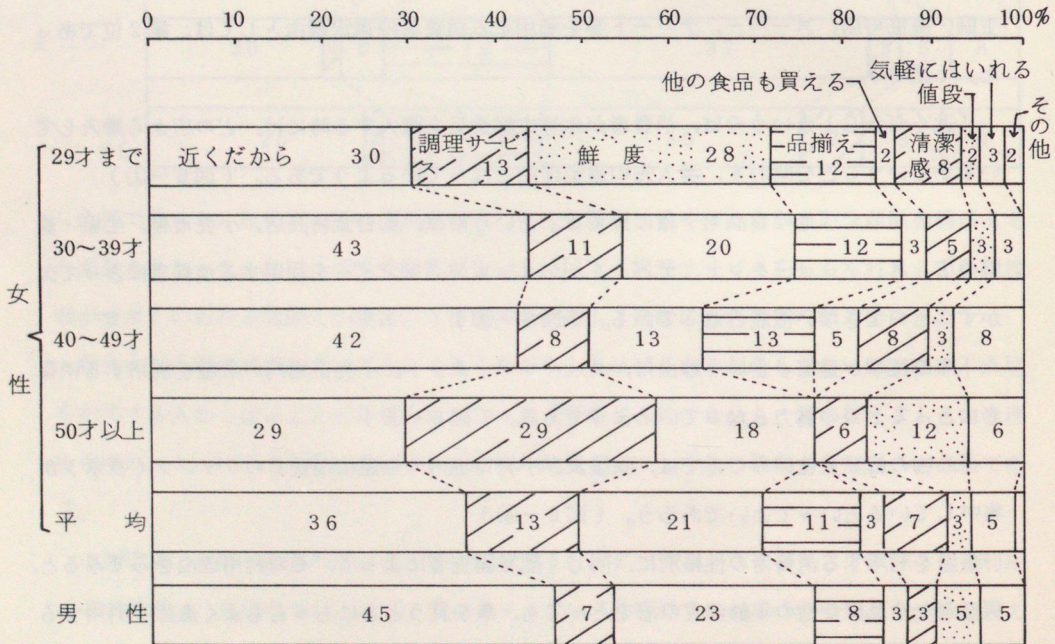 0 10 20 30 40 50 60 70 80 90 100%
他の食品も買える
気軽にはいれる
値段
その他
女性
29才まで 近くだから 30 調理サービス 13 鮮度 28 品揃え 12 2 清潔感8 2 3 2
30～39才 43 11 20 12 3 5 3 3
40～49才 42 8 13 13 5 8 3 8
50才以上 29 29 18 6 12 6
平均 36 13 21 11 3 3 5
男性 45 23 8 3 3 5 5